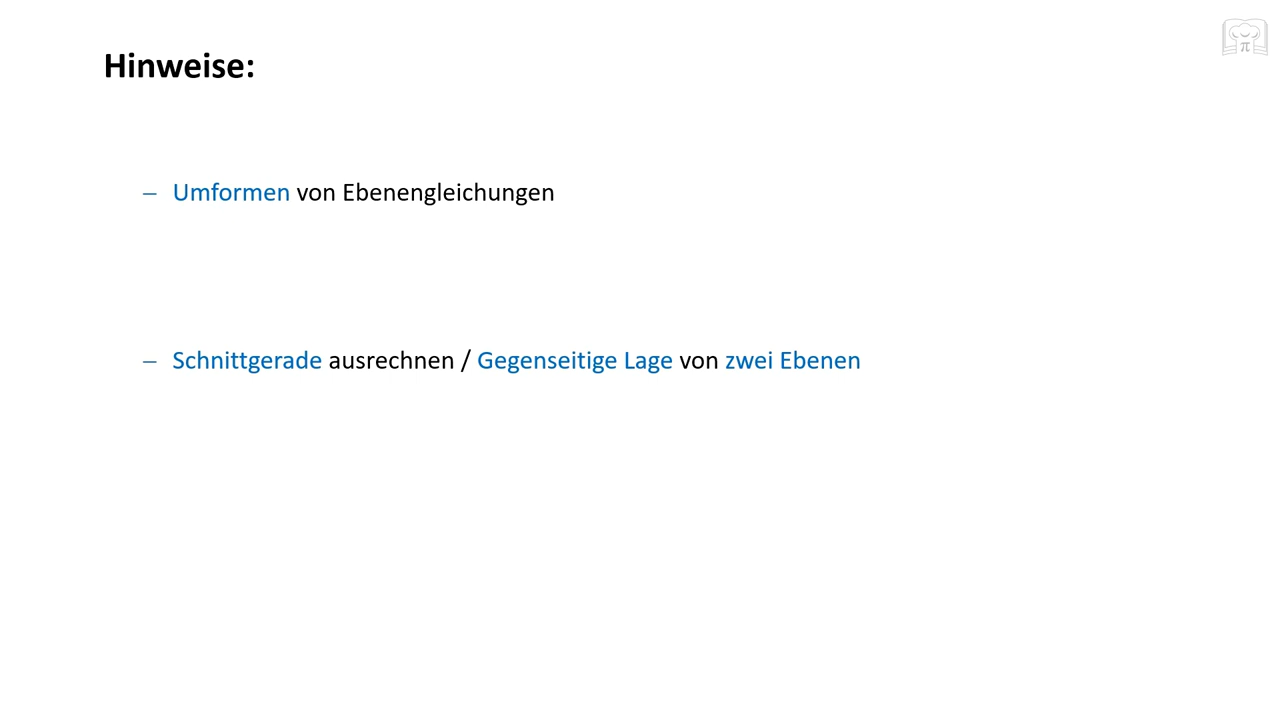 Hinweise:
– Umformen von Ebenengleichungen
– Schnittgerade ausrechnen / Gegenseitige Lage von zwei Ebenen
π